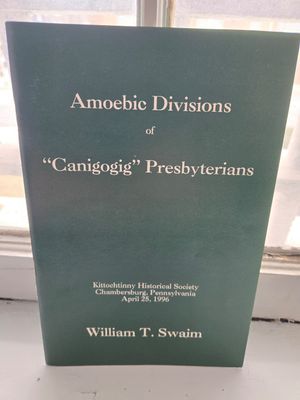 Amoebic Divisions
of
“Canigogig” Presbyterians
Kittochtinny Historical Society
Chambersburg, Pennsylvania
April 25, 1996
William T. Swaim